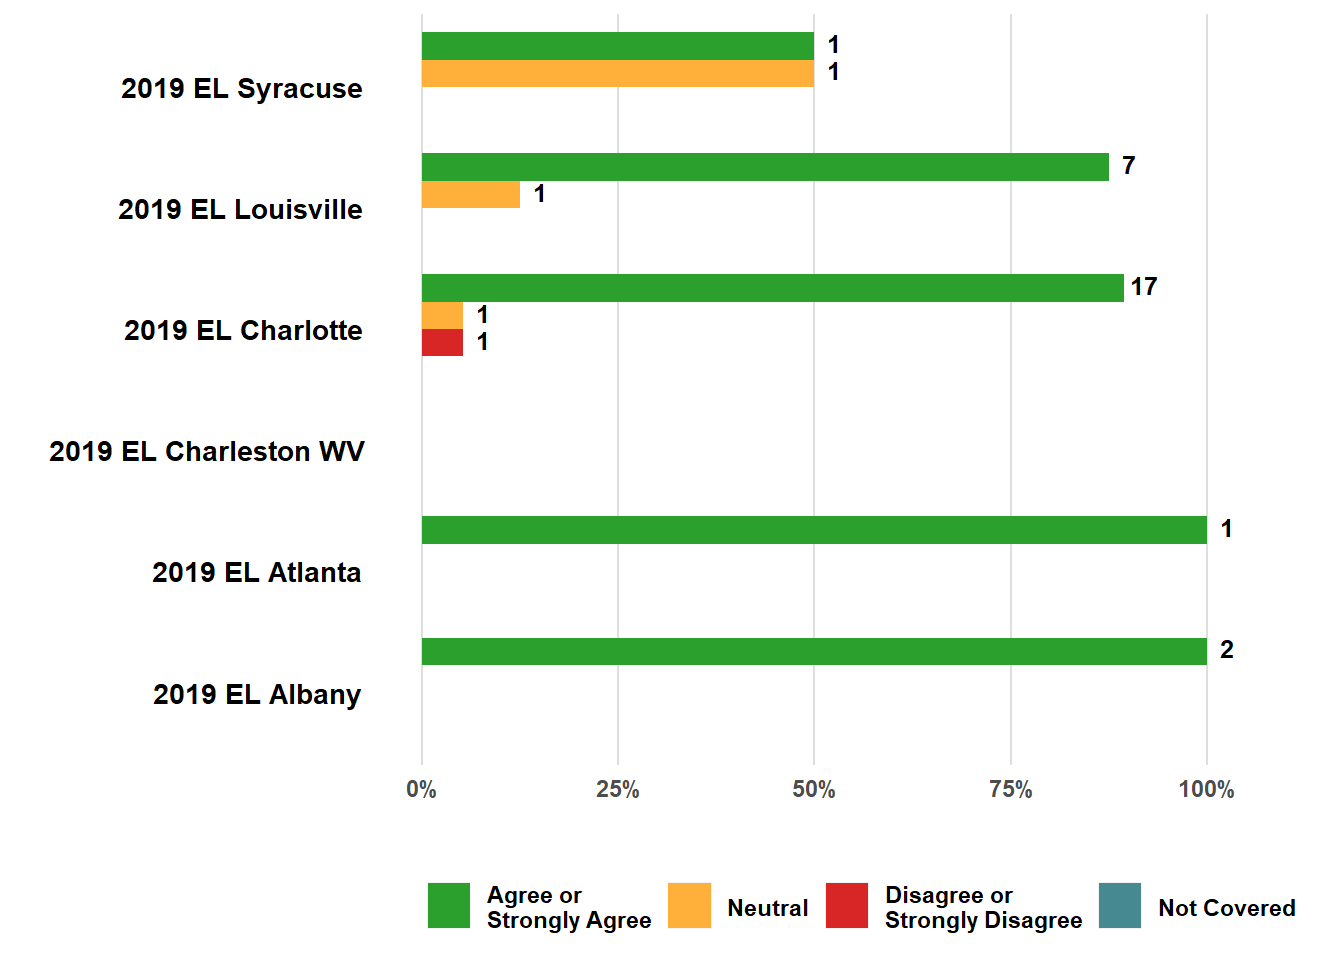 1
1
2019 EL Syracuse
7
1
2019 EL Louisville
17
1
2019 EL Charlotte
1
2019 EL Charleston WV
1
2019 EL Atlanta
2
2019 EL Albany
0% 25% 50% 75% 100%
Agree or
Strongly Agree
Neutral
Disagree or
Strongly Disagree
Not Covered